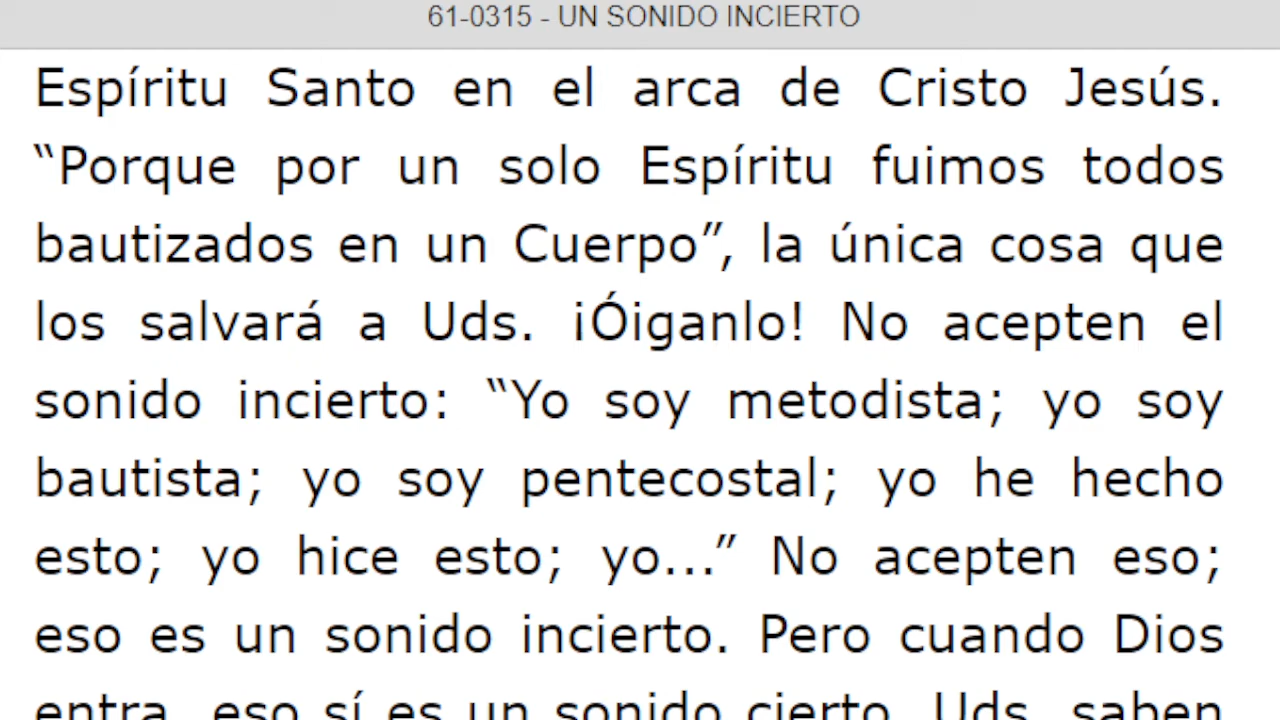 61-0315 - UN SONIDO INCIERTO
Espíritu Santo en el arca de Cristo Jesús.
“Porque por un solo Espíritu fuimos todos
bautizados en un Cuerpo”, la única cosa que
los salvará a Uds. ¡Óiganlo! No acepten el
sonido incierto: “Yo soy metodista; yo soy
bautista; yo soy pentecostal; yo he hecho
esto; yo hice esto; yo...” No acepten eso;
eso es un sonido incierto. Pero cuando Dios
entra, eso sí es un sonido cierto. Uds. saben